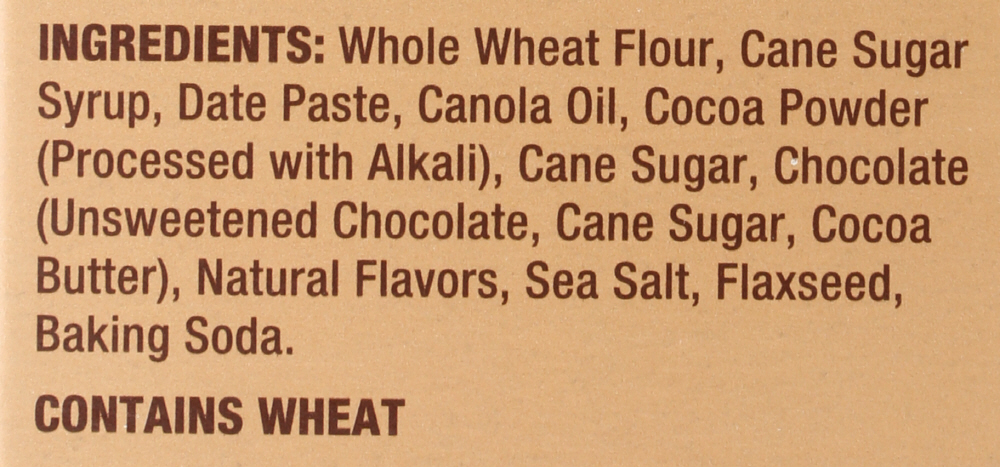 INGREDIENTS: Whole Wheat Flour, Cane Sugar
Syrup, Date Paste, Canola Oil, Cocoa Powder
(Processed with Alkali), Cane Sugar, Chocolate
(Unsweetened Chocolate, Cane Sugar, Cocoa
Butter), Natural Flavors, Sea Salt, Flaxseed,
Baking Soda.
CONTAINS WHEAT